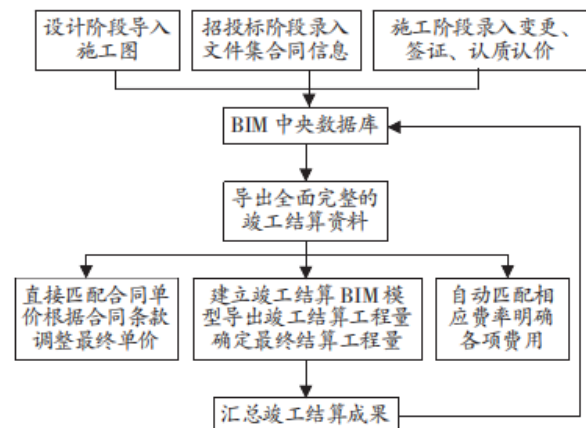 设计阶段导入
施工图
招投标阶段录入
文件集合同信息
施工阶段录入变更、
签证、认质认价
BIM 中央数据库
导出全面完整的
竣工结算资料
直接匹配合同单
价根据合同条款
调整最终单价
建立竣工结算 BIM 模
型导出竣工结算工程量
确定最终结算工程量
自动匹配相
应费率明确
各项费用
汇总竣工结算成果